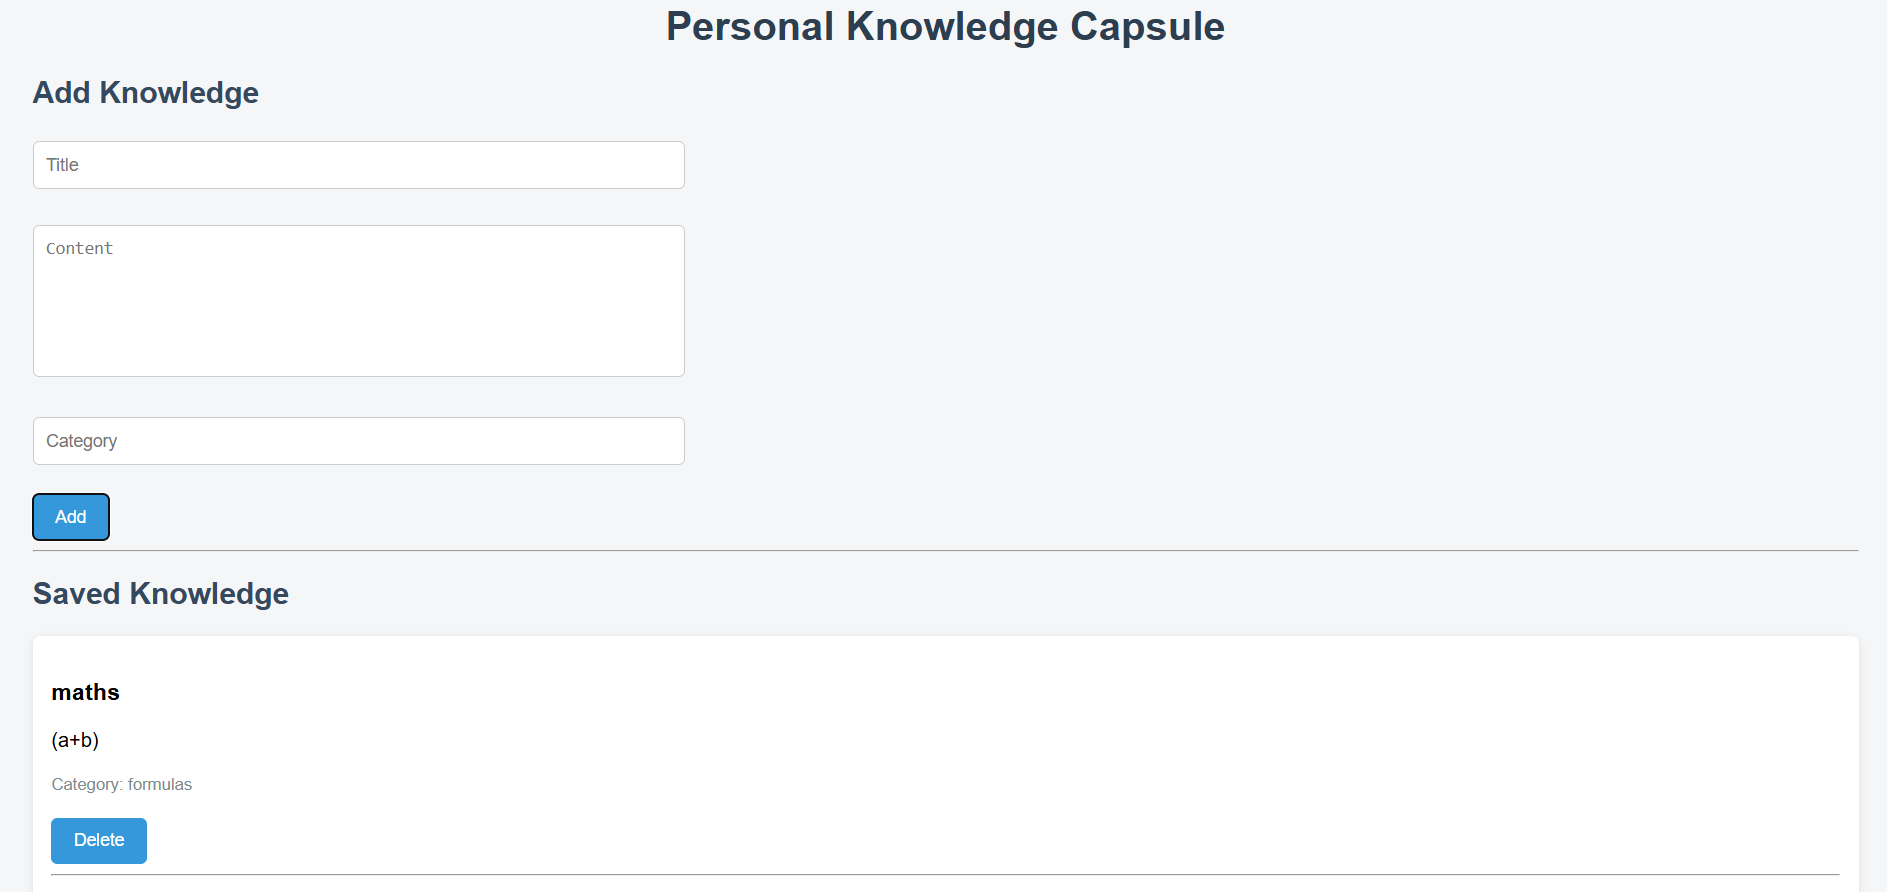 Personal Knowledge Capsule
Add Knowledge
Title
Content
Category
Add
Saved Knowledge
maths
(a+b)
Category: formulas
Delete